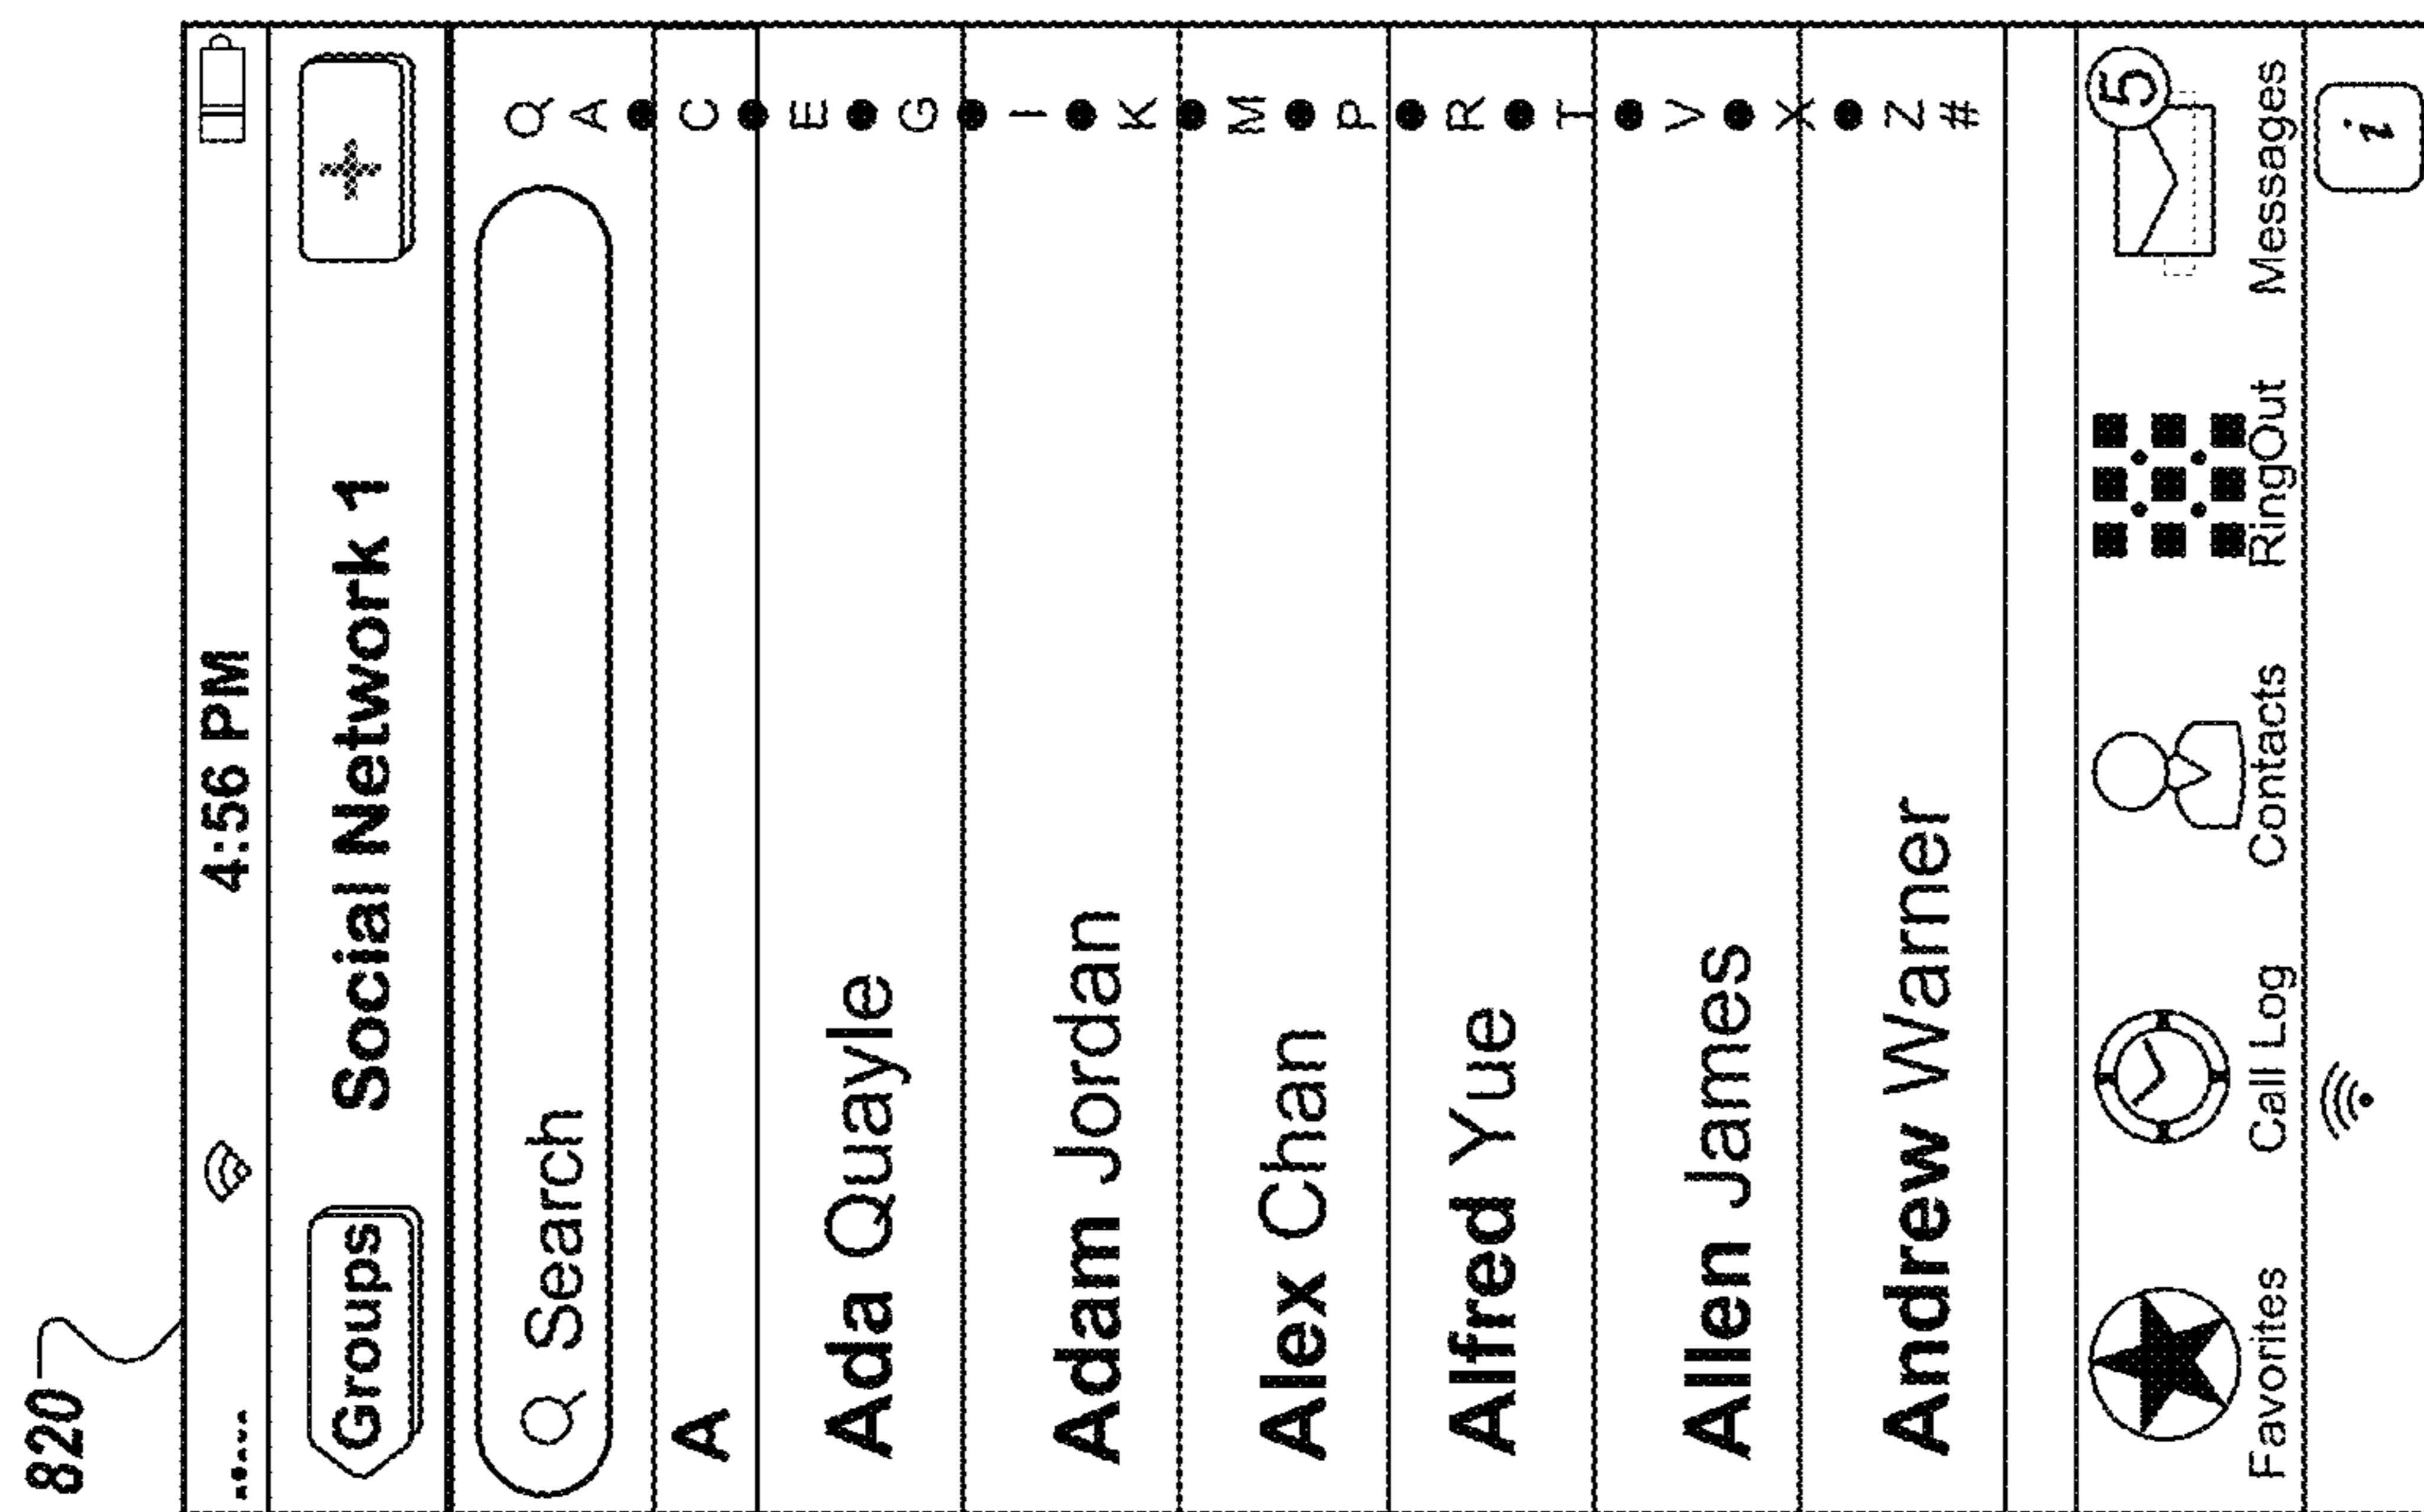 820
4:56 PM
Groups Social Network 1 +
Search
A
Ada Quayle
Adam Jordan
Alex Chan
Alfred Yue
Allen James
Andrew Warner
A
C
E
G
I
K
M
P
R
T
V
X
Z
#
5
Favorites Call Log Contacts RingOut Messages
i